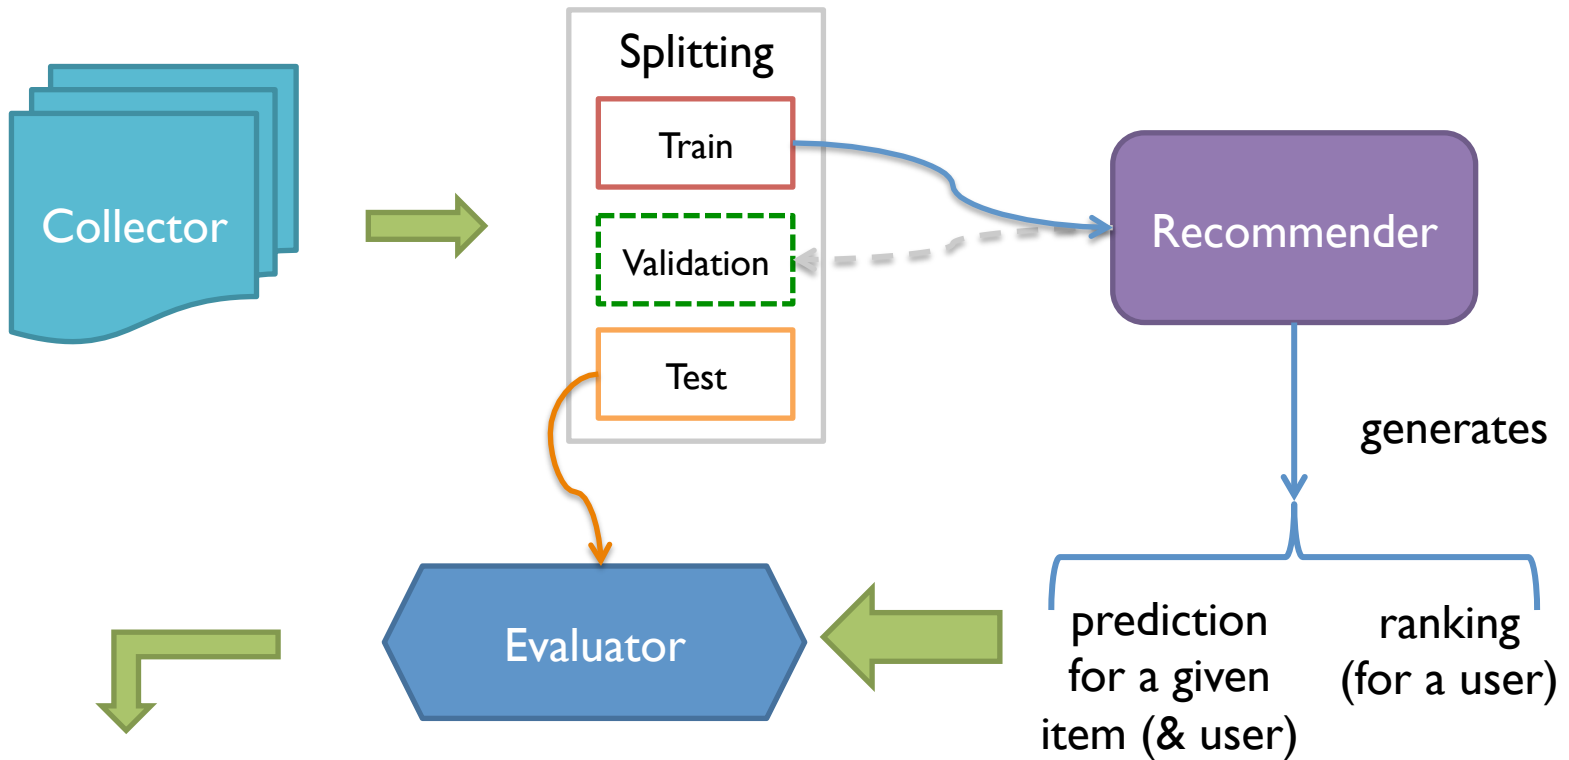 Collector
Splitting
Train
Validation
Test
Recommender
generates
prediction
for a given
item (& user)
ranking
(for a user)
Evaluator